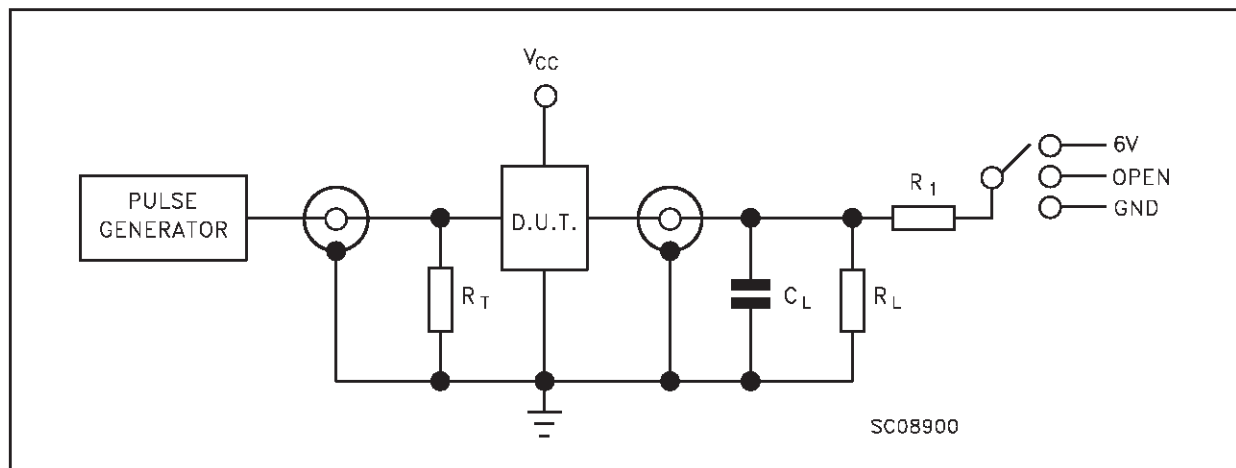 VCC
PULSE
GENERATOR
D.U.T.
RT
CL
RL
R1
6V
OPEN
GND
SC08900